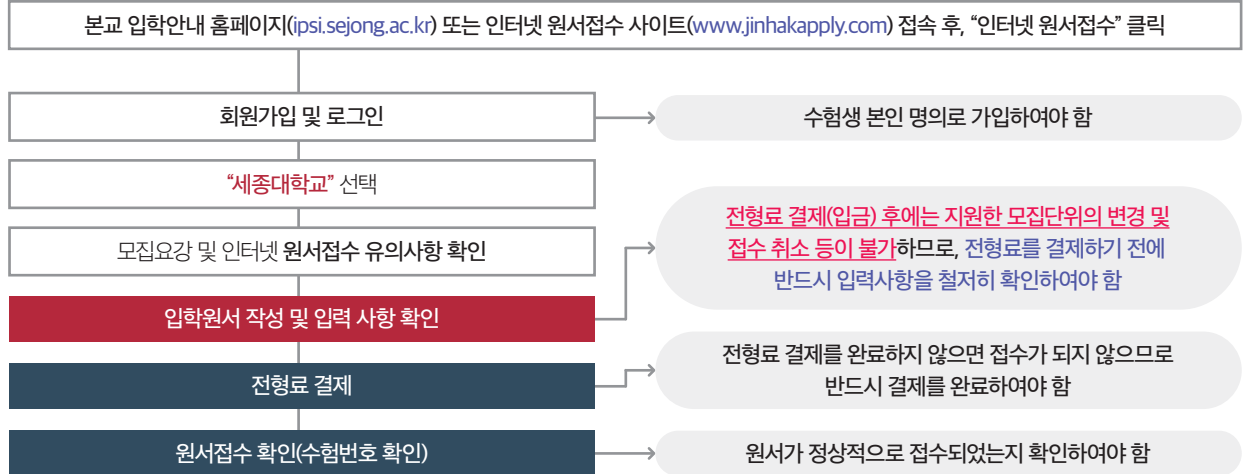 본교 입학안내 홈페이지(ipsi.sejong.ac.kr) 또는 인터넷 원서접수 사이트(www.jinhakapply.com) 접속 후, “인터넷 원서접수” 클릭
회원가입 및 로그인
수험생 본인 명의로 가입하여야 함
“세종대학교” 선택
모집요강 및 인터넷 원서접수 유의사항 확인
입학원서 작성 및 입력 사항 확인
전형료 결제(입금) 후에는 지원한 모집단위의 변경 및
접수 취소 등이 불가하므로, 전형료를 결제하기 전에
반드시 입력사항을 철저히 확인하여야 함
전형료 결제
전형료 결제를 완료하지 않으면 접수가 되지 않으므로
반드시 결제를 완료하여야 함
원서접수 확인(수험번호 확인)
원서가 정상적으로 접수되었는지 확인하여야 함